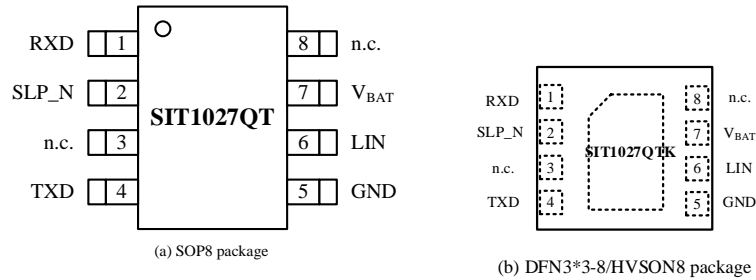 RXD 1 8 n.c.
SLP_N 2 7 VBAT
SIT1027QT
n.c. 3 6 LIN
TXD 4 5 GND
(a) SOP8 package
RXD 1 8 n.c.
SLP_N 2 7 VBAT
SIT1027QTK
n.c. 3 6 LIN
TXD 4 5 GND
(b) DFN3*3-8/HVSON8 package